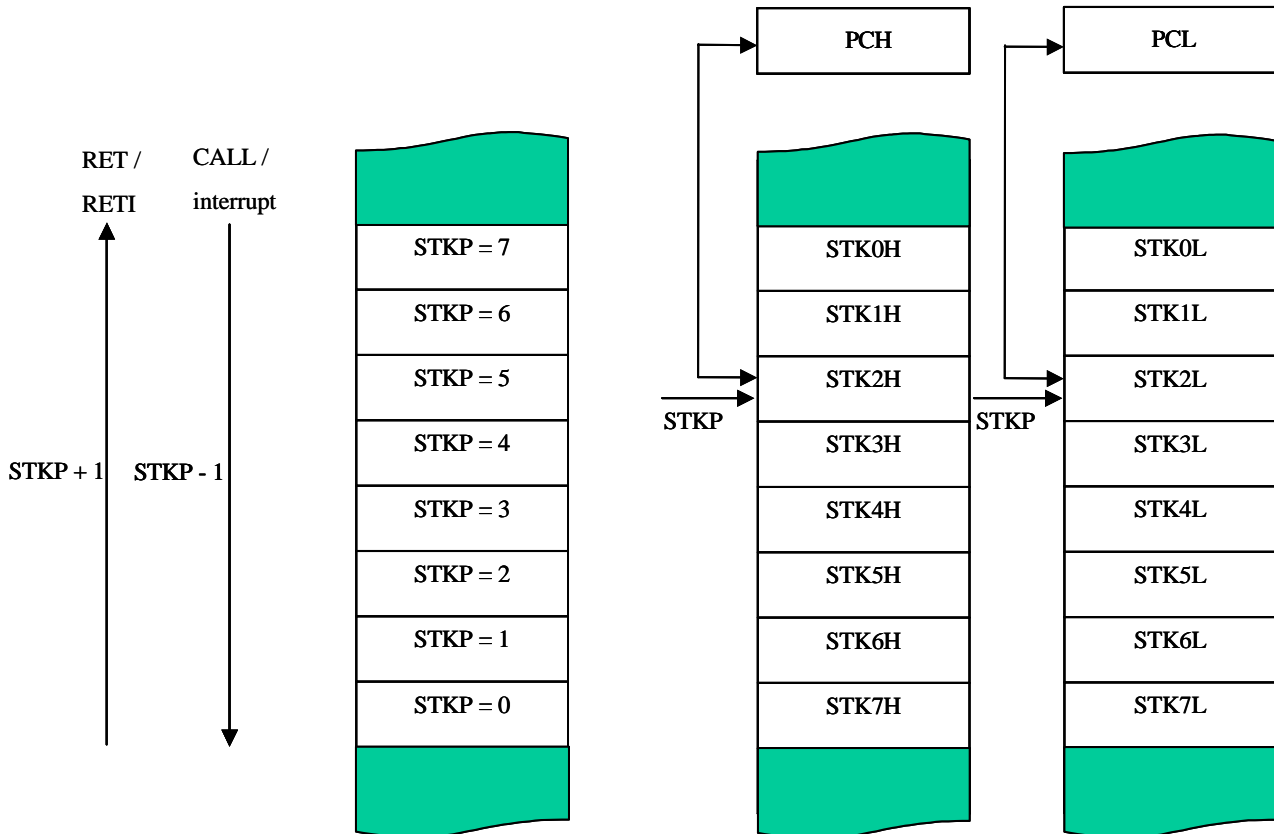 PCH
PCL
RET /
RETI
CALL /
interrupt
STKP + 1
STKP - 1
STKP = 7
STKP = 6
STKP = 5
STKP = 4
STKP = 3
STKP = 2
STKP = 1
STKP = 0
STKP
STK0H
STK1H
STK2H
STK3H
STK4H
STK5H
STK6H
STK7H
STKP
STK0L
STK1L
STK2L
STK3L
STK4L
STK5L
STK6L
STK7L